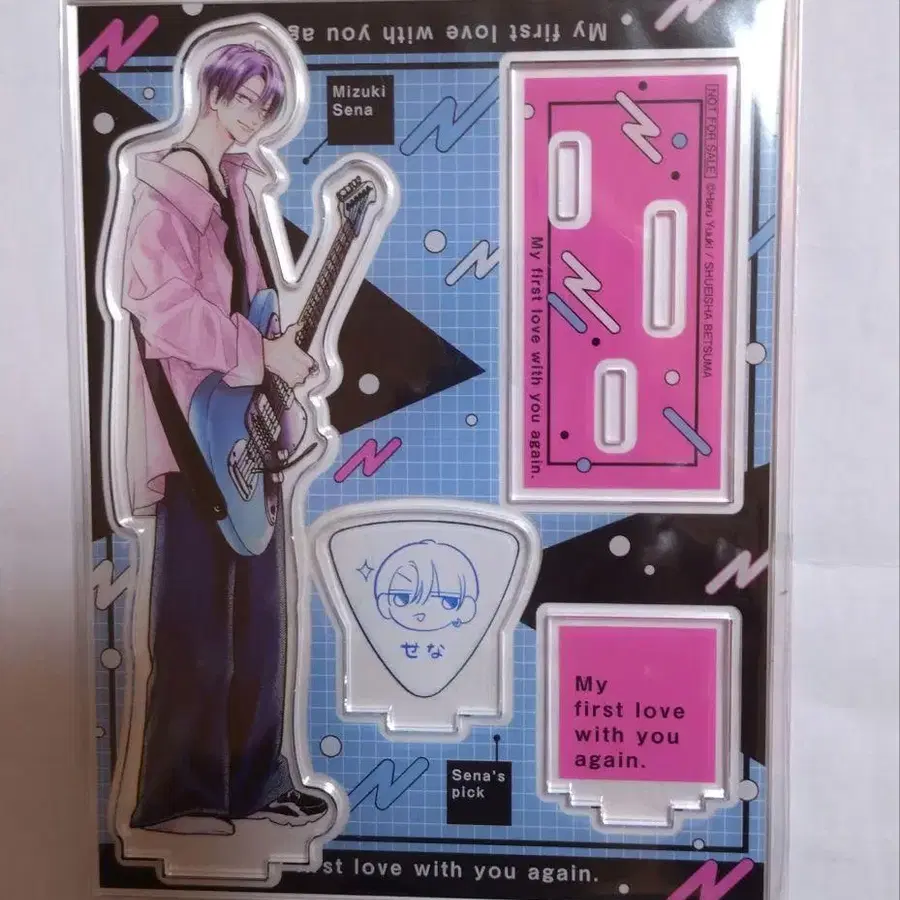 My first love with you ag
Mizuki
Sena
[NOT FOR SALE] ©Haru Yuuki / SHUEISHA BETSUMA
My first love with you again.
せな
My
first love
with you
again.
Sena's
pick
first love with you again.